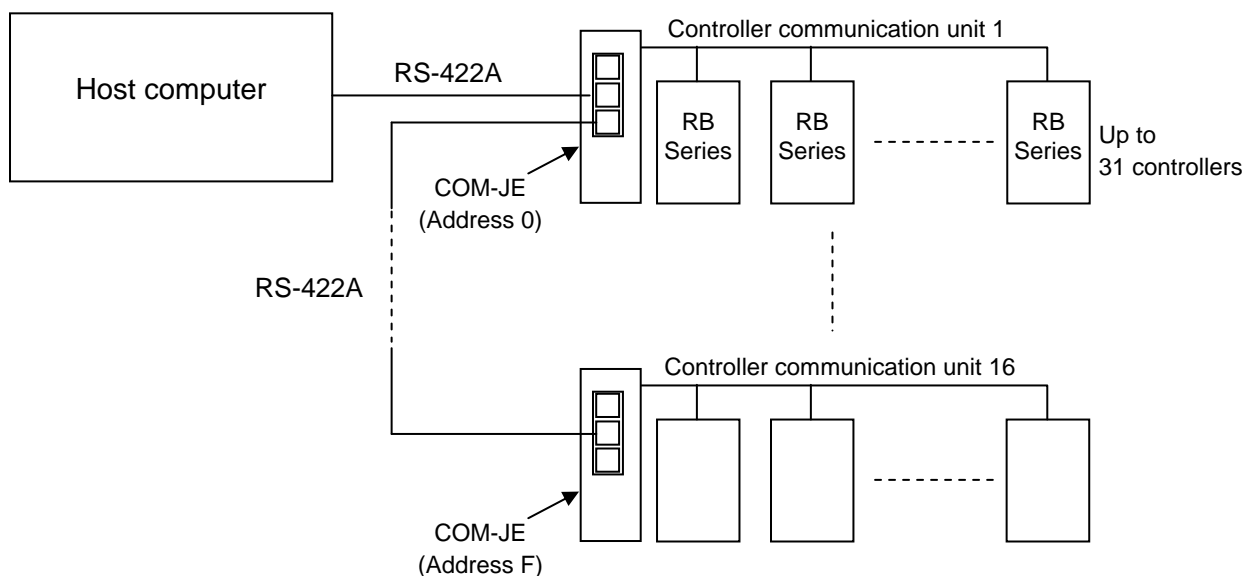 Controller communication unit 1
RS-422A
Host computer
RB
Series
RB
Series
RB
Series
Up to
31 controllers
COM-JE
(Address 0)
RS-422A
Controller communication unit 16
COM-JE
(Address F)